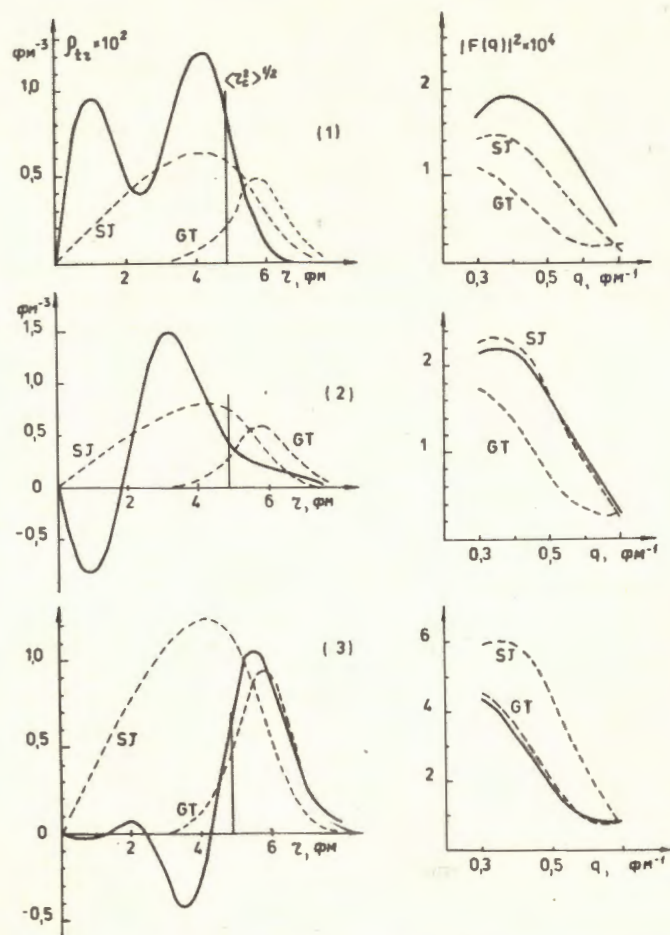 фм⁻³ ρtz ×10²
1,0
0,5
⟨τ²⟩^1/2
(1)
SJ
GT
2 4 6 τ, фм
|F(q)|²×10⁴
2
1
SJ
GT
0,3 0,5 q, фм⁻¹
фм⁻³
1,5
1,0
0,5
0
-0,5
(2)
SJ
GT
2 4 6 τ, фм
2
1
SJ
GT
0,3 0,5 q, фм⁻¹
1,0
0,5
0
-0,5
(3)
SJ
GT
2 4 6 τ, фм
6
4
2
SJ
GT
0,3 0,5 q, фм⁻¹